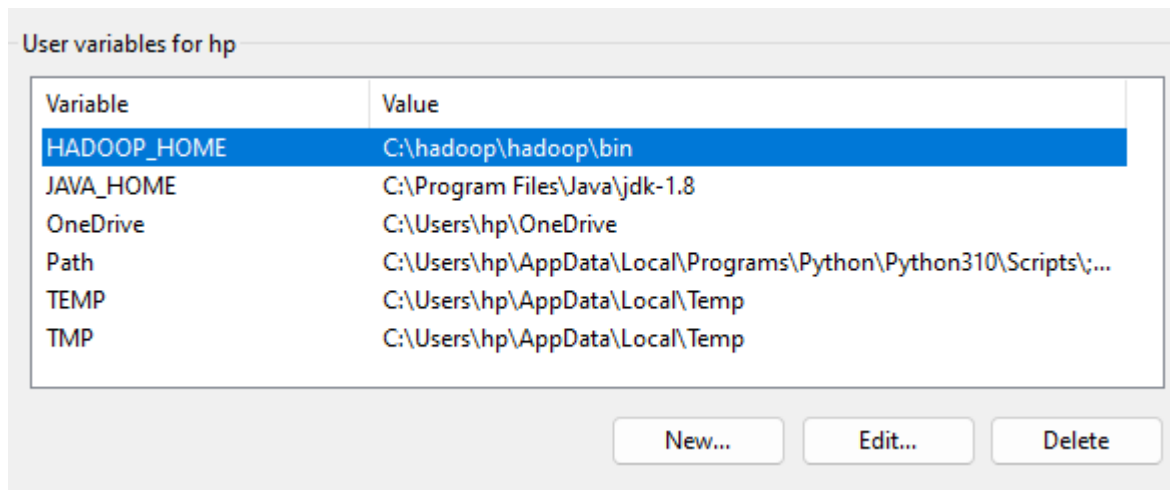 User variables for hp
Variable Value
HADOOP_HOME C:\hadoop\hadoop\bin
JAVA_HOME C:\Program Files\Java\jdk-1.8
OneDrive C:\Users\hp\OneDrive
Path C:\Users\hp\AppData\Local\Programs\Python\Python310\Scripts\;...
TEMP C:\Users\hp\AppData\Local\Temp
TMP C:\Users\hp\AppData\Local\Temp
New... Edit... Delete